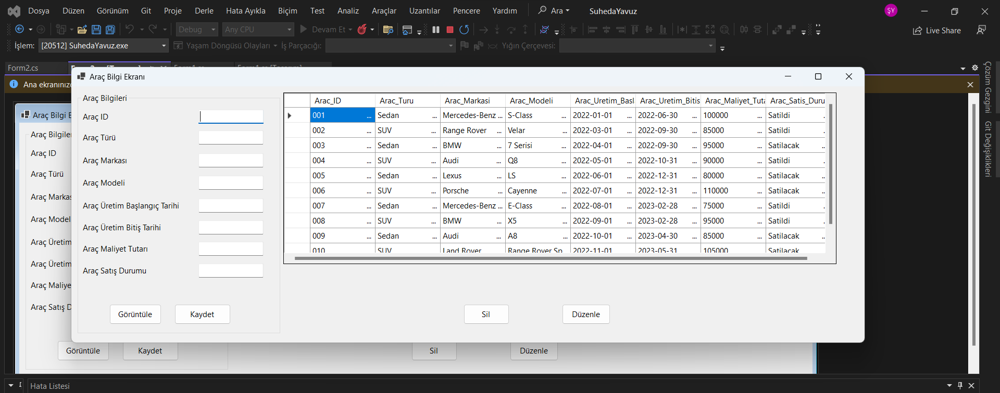 Dosya Düzen Görünüm Git Proje Derle Hata Ayıkla Biçim Test Analiz Araçlar Uzantılar Pencere Yardım Ara SuhedaYavuz ŞY
Debug Any CPU Devam Et Live Share
İşlem: [20512] SuhedaYavuz.exe Yaşam Döngüsü Olayları İş Parçacığı: Yığın Çerçevesi:
Form2.cs
Ana ekranınızd
Çözüm Gezgini
Git Değişiklikleri
Araç Bilgi Ekranı
Araç Bilgileri
Araç ID
Araç Türü
Araç Markası
Araç Modeli
Araç Üretim Başlangıç Tarihi
Araç Üretim Bitiş Tarihi
Araç Maliyet Tutarı
Araç Satış Durumu
Görüntüle Kaydet
Arac_ID Arac_Turu Arac_Markasi Arac_Modeli Arac_Uretim_Basl Arac_Uretim_Bitis Arac_Maliyet_Tuta Arac_Satis_Duru
001 ... Sedan ... Mercedes-Benz ... S-Class ... 2022-01-01 ... 2022-06-30 ... 100000 ... Satildi
002 ... SUV ... Range Rover ... Velar ... 2022-03-01 ... 2022-09-30 ... 85000 ... Satildi
003 ... Sedan ... BMW ... 7 Serisi ... 2022-04-01 ... 2022-09-30 ... 95000 ... Satilacak ...
004 ... SUV ... Audi ... Q8 ... 2022-05-01 ... 2022-10-31 ... 90000 ... Satildi
005 ... Sedan ... Lexus ... LS ... 2022-06-01 ... 2022-12-31 ... 80000 ... Satilacak ...
006 ... SUV ... Porsche ... Cayenne ... 2022-07-01 ... 2022-12-31 ... 110000 ... Satilacak ...
007 ... Sedan ... Mercedes-Benz ... E-Class ... 2022-08-01 ... 2023-02-28 ... 75000 ... Satildi
008 ... SUV ... BMW ... X5 ... 2022-09-01 ... 2023-02-28 ... 95000 ... Satildi
009 ... Sedan ... Audi ... A8 ... 2022-10-01 ... 2023-04-30 ... 85000 ... Satilacak ...
010 SUV Land Rover Range Rover Sp 2022-11-01 2023-05-31 105000 Satilacak
Sil Düzenle
Araç Bilgi E
Araç Bilgiler
Araç ID
Araç Türü
Araç Markas
Araç Model
Araç Üretim
Araç Üretim
Araç Maliye
Araç Satış D
Görüntüle Kaydet Sil Düzenle
Hata Listesi